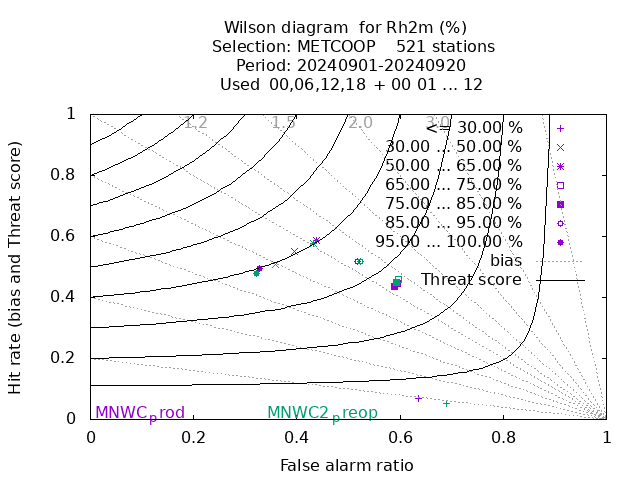 Wilson diagram for Rh2m (%)
Selection: METCOOP 521 stations
Period: 20240901-20240920
Used 00,06,12,18 + 00 01 ... 12
Hit rate (bias and Threat score)
1
0.8
0.6
0.4
0.2
0
1.2
1.5
2.0
3.0
<= 30.00 %
30.00 ... 50.00 %
50.00 ... 65.00 %
65.00 ... 75.00 %
75.00 ... 85.00 %
85.00 ... 95.00 %
95.00 ... 100.00 %
bias
Threat score
MNWCprod MNWC2preop
0 0.2 0.4 0.6 0.8 1
False alarm ratio